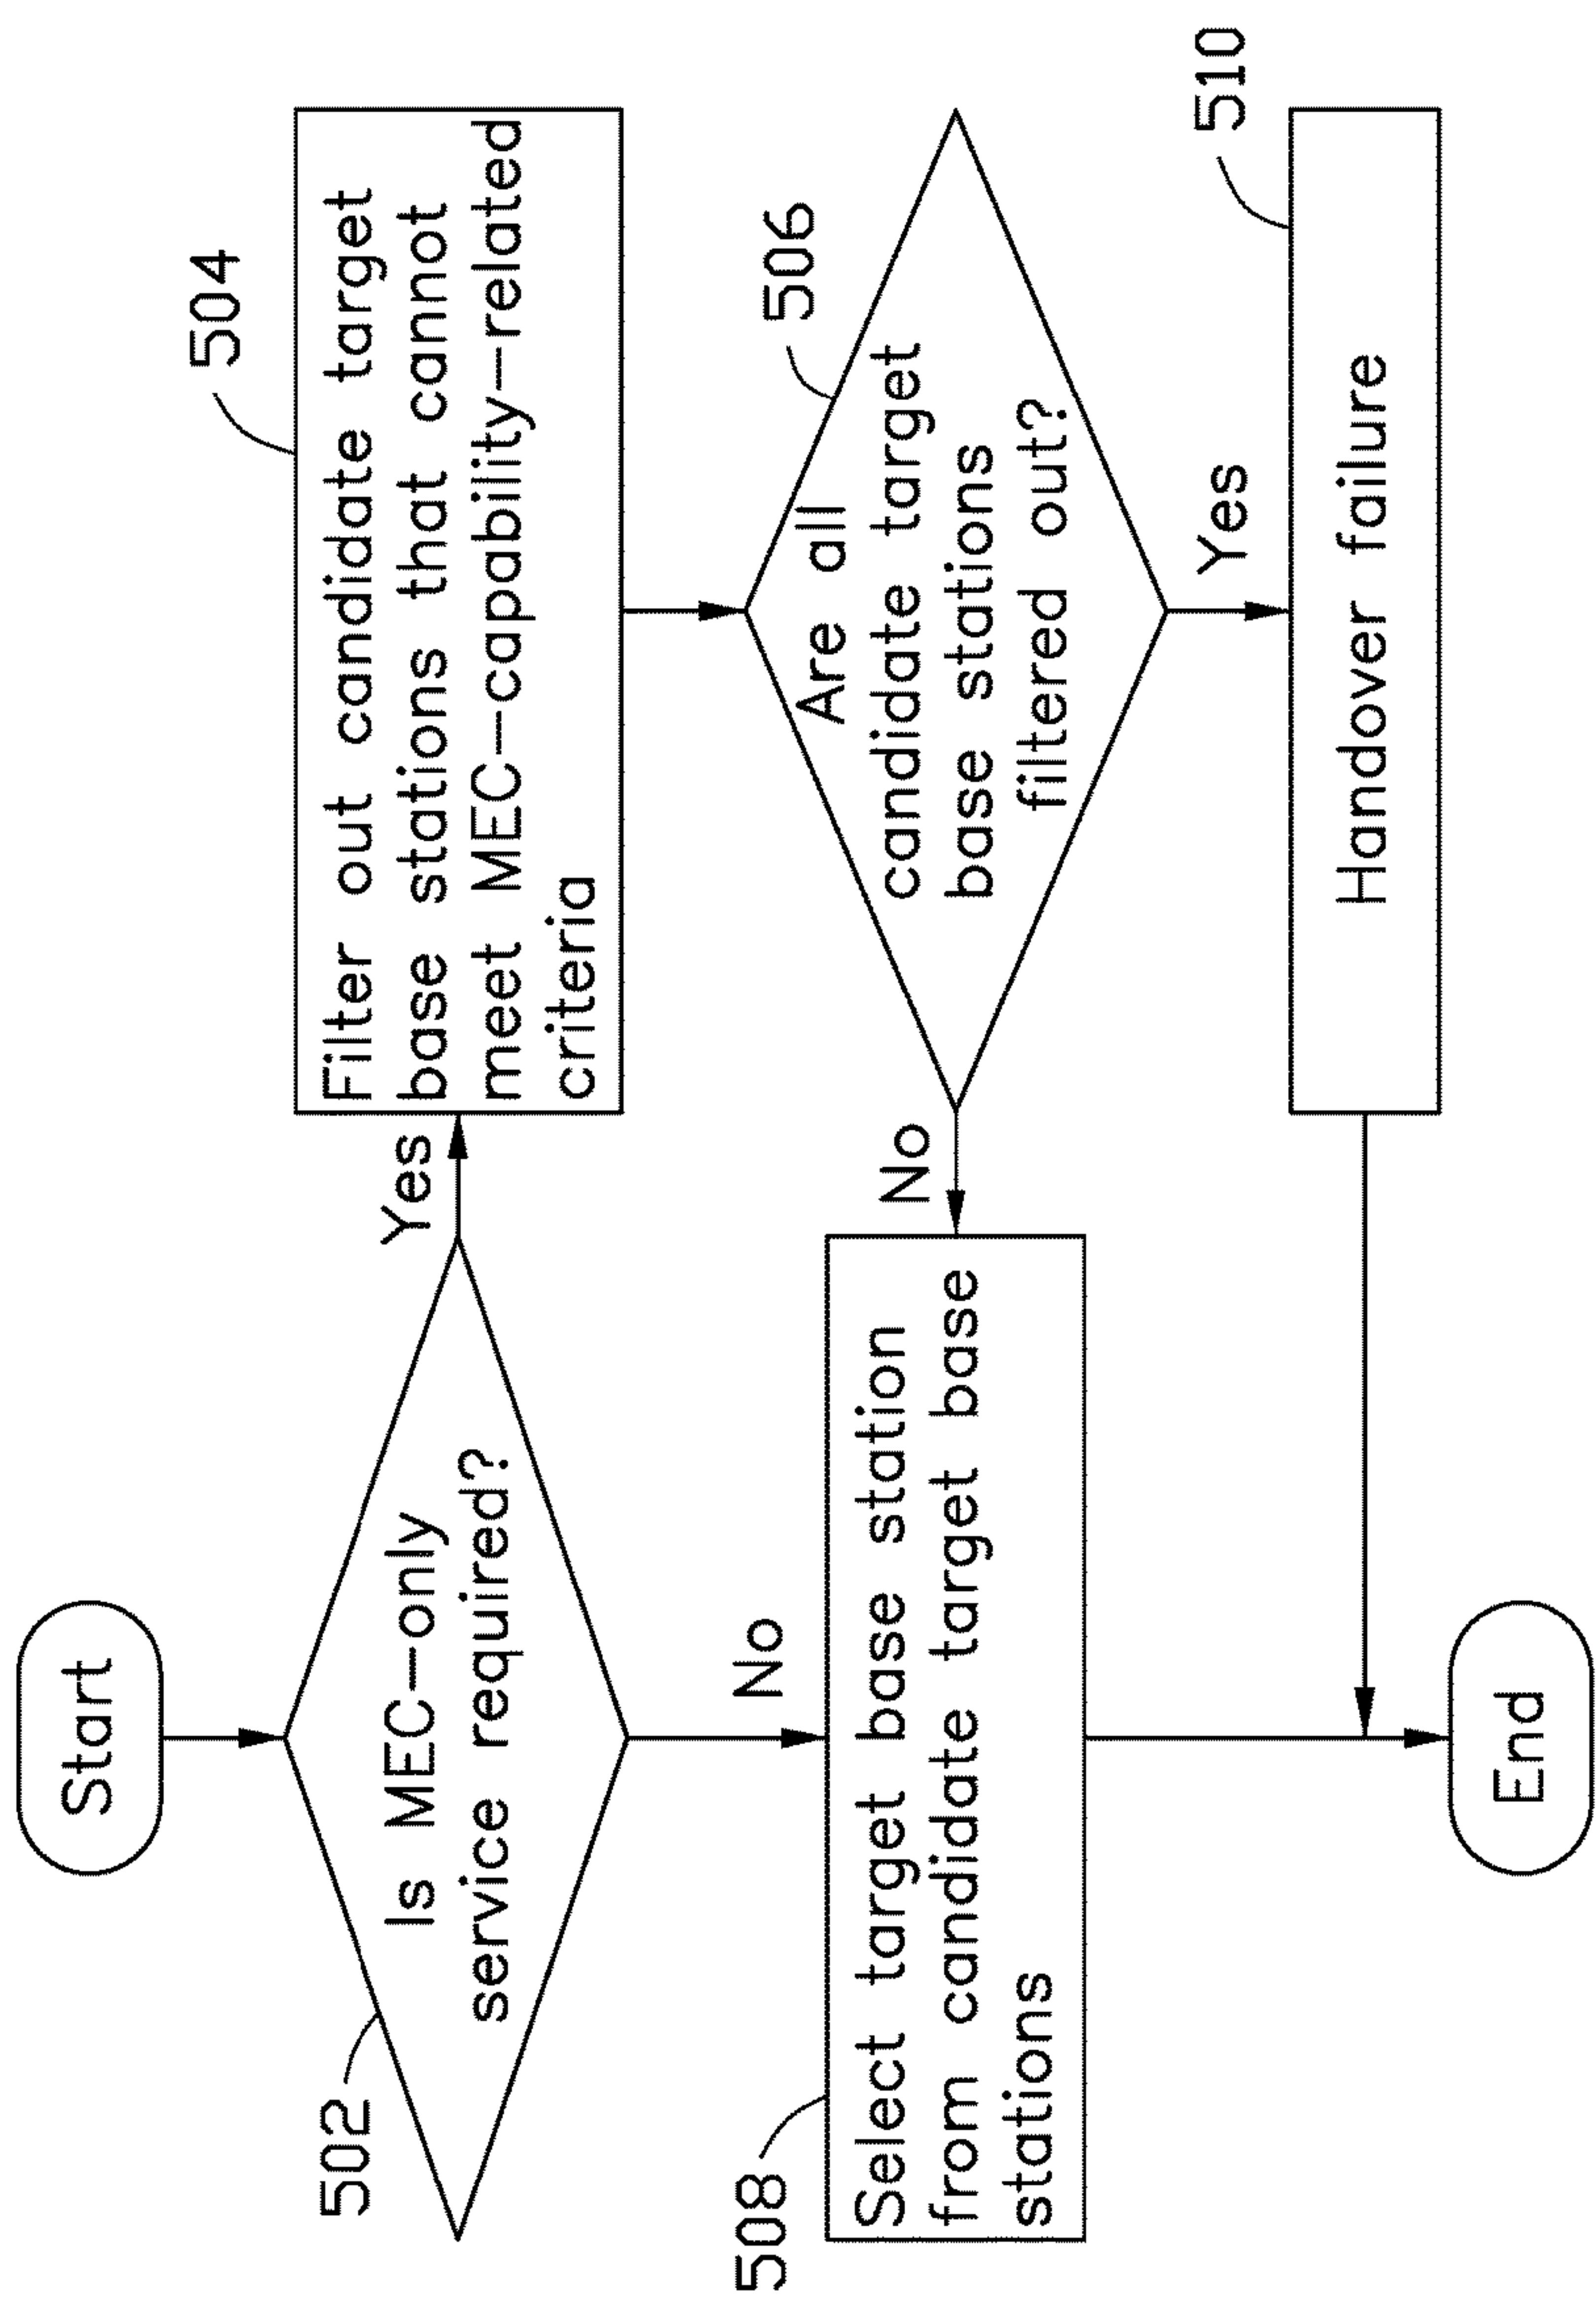 Start
502
Is MEC-only
service required?
Yes
504
Filter out candidate target
base stations that cannot
meet MEC-capability-related
criteria
No
506
Are all
candidate target
base stations
filtered out?
No
508
Select target base station
from candidate target base
stations
Yes
510
Handover failure
End